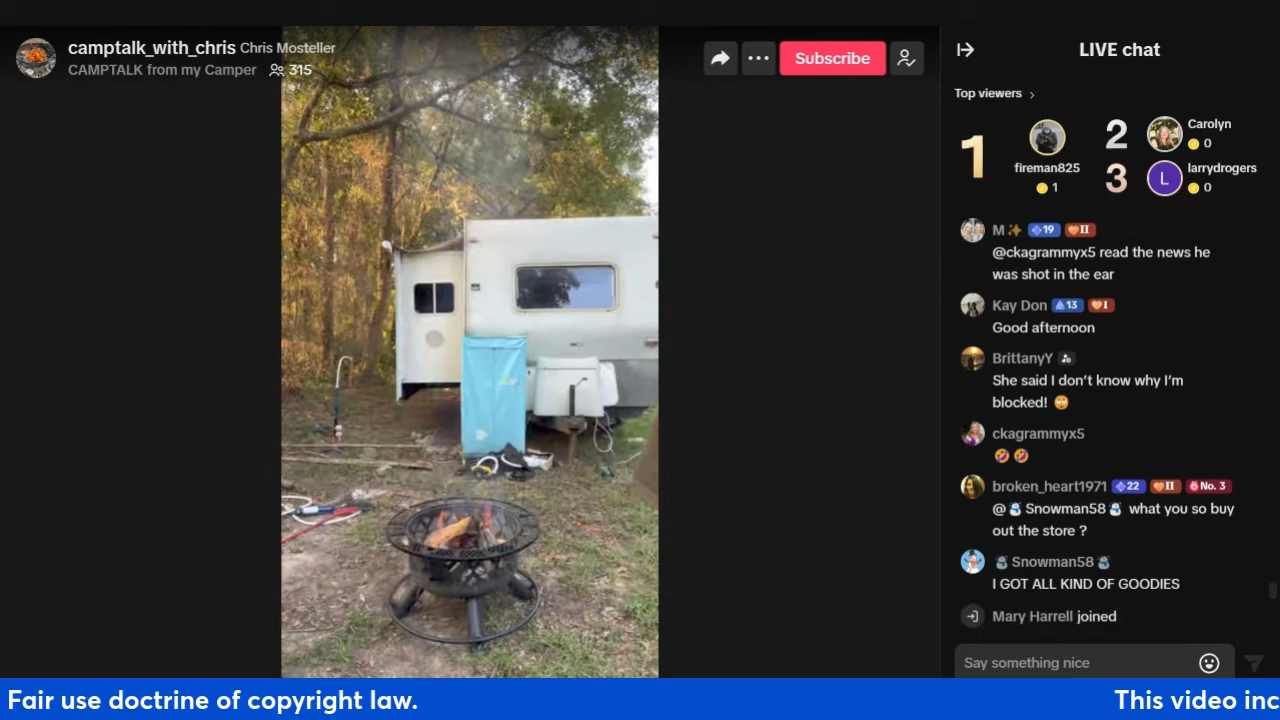 camptalk_with_chris Chris Mosteller
CAMPTALK from my Camper 315
Subscribe
LIVE chat
Top viewers
1
fireman825
1
2
Carolyn
0
3
L
larrydrogers
0
M 19 II
@ckagrammyx5 read the news he
was shot in the ear
Kay Don 13 I
Good afternoon
BrittanyY
She said I don't know why I'm
blocked! 🙄
ckagrammyx5
🤣 🤣
broken_heart1971 22 II No. 3
@⛄Snowman58⛄ what you so buy
out the store ?
⛄Snowman58⛄
I GOT ALL KIND OF GOODIES
Mary Harrell joined
Say something nice
Fair use doctrine of copyright law.
This video inc